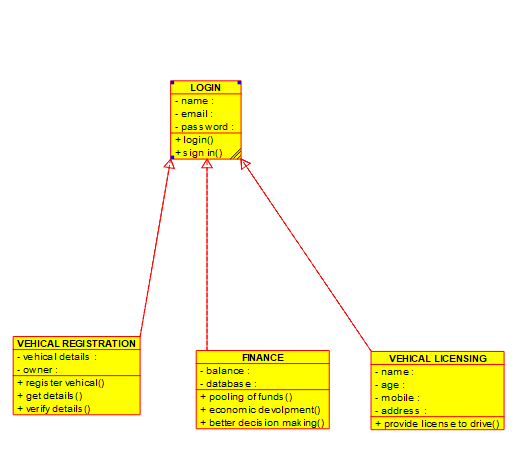 LOGIN
- name :
- email :
- password :
+ login()
+ sign in()
VEHICAL REGISTRATION
- vehical details :
- owner :
+ register vehical()
+ get details()
+ verify details()
FINANCE
- balance :
- database :
+ pooling of funds()
+ economic devolpment()
+ better decision making()
VEHICAL LICENSING
- name :
- age :
- mobile :
- address :
+ provide license to drive()